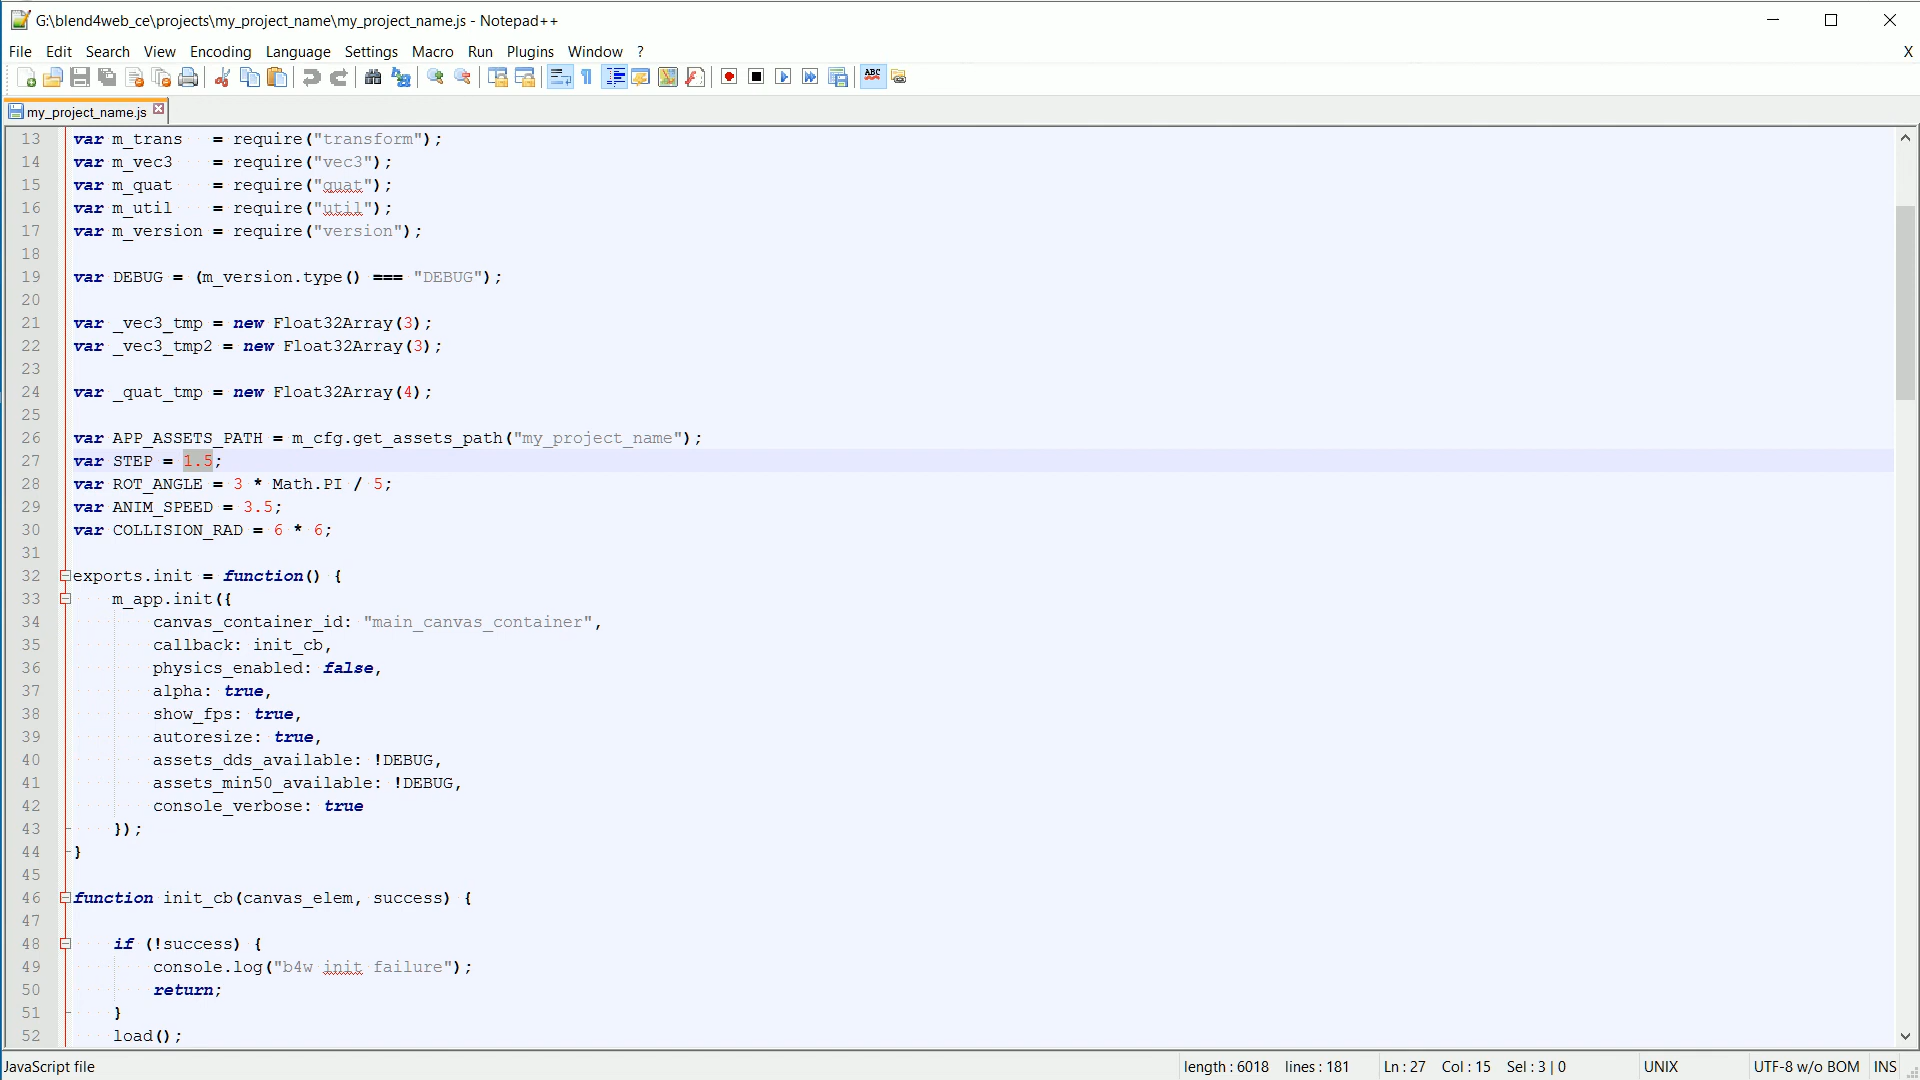 G:\blend4web_ce\projects\my_project_name\my_project_name.js - Notepad++
File Edit Search View Encoding Language Settings Macro Run Plugins Window ? X
ABC
my_project_name.js
13 var m_trans = require("transform");
14 var m_vec3 = require("vec3");
15 var m_quat = require("quat");
16 var m_util = require("util");
17 var m_version = require("version");
18
19 var DEBUG = (m_version.type() === "DEBUG");
20
21 var _vec3_tmp = new Float32Array(3);
22 var _vec3_tmp2 = new Float32Array(3);
23
24 var _quat_tmp = new Float32Array(4);
25
26 var APP_ASSETS_PATH = m_cfg.get_assets_path("my_project_name");
27 var STEP = 1.5;
28 var ROT_ANGLE = 3 * Math.PI / 5;
29 var ANIM_SPEED = 3.5;
30 var COLLISION_RAD = 6 * 6;
31
32 exports.init = function() {
33 m_app.init({
34 canvas_container_id: "main_canvas_container",
35 callback: init_cb,
36 physics_enabled: false,
37 alpha: true,
38 show_fps: true,
39 autoresize: true,
40 assets_dds_available: !DEBUG,
41 assets_min50_available: !DEBUG,
42 console_verbose: true
43 });
44 }
45
46 function init_cb(canvas_elem, success) {
47
48 if (!success) {
49 console.log("b4w init failure");
50 return;
51 }
52 load();
JavaScript file length : 6018 lines : 181 Ln : 27 Col : 15 Sel : 3 | 0 UNIX UTF-8 w/o BOM INS